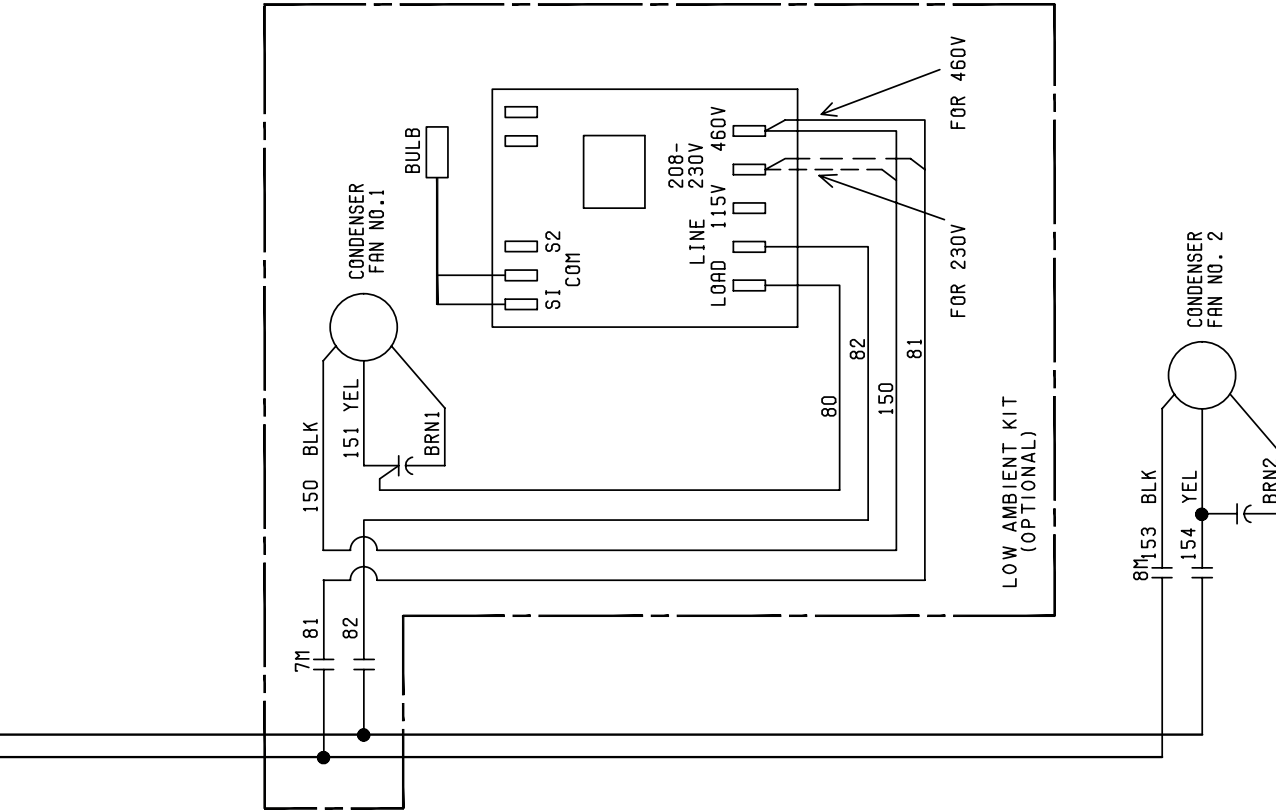 CONDENSER
FAN NO.1
BULB
S2
COM
SI
460V
208-
230V
115V
LINE
LOAD
FOR 460V
FOR 230V
CONDENSER
FAN NO. 2
150 BLK
151 YEL
BRN1
80
82
150
81
LOW AMBIENT KIT
(OPTIONAL)
7M
81
82
8M
153 BLK
154 YEL
BRN2